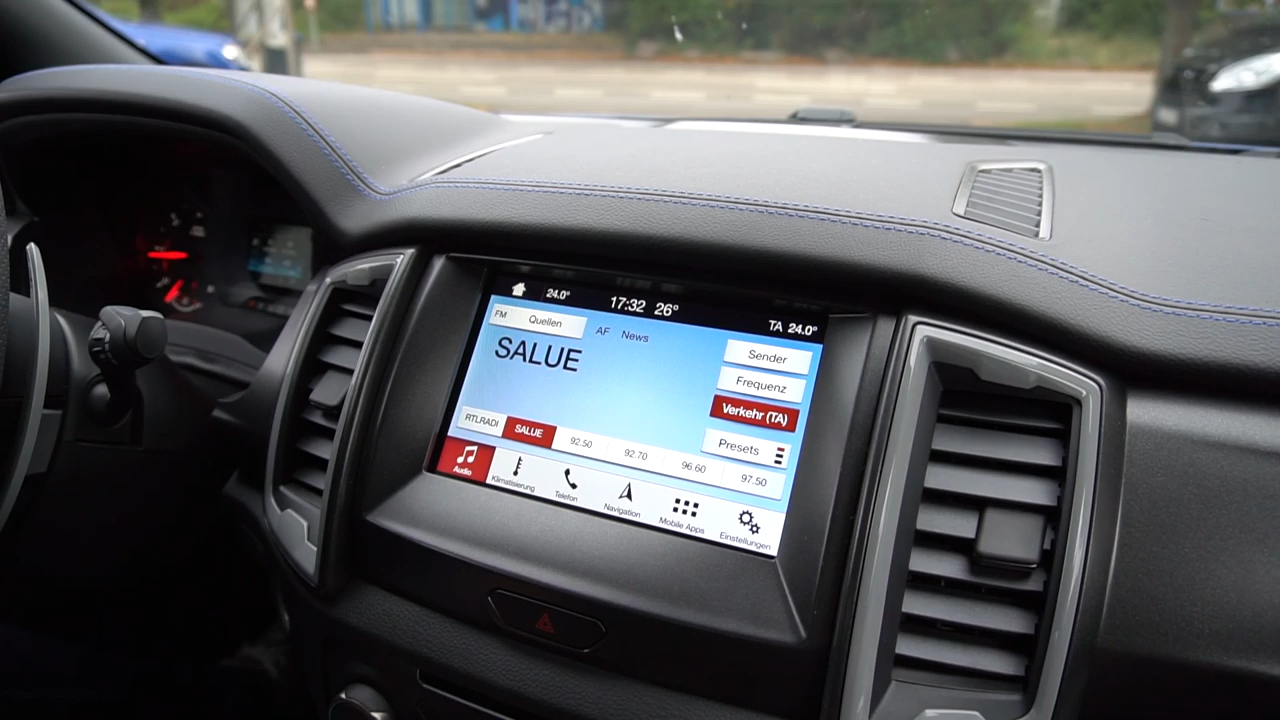 24.0° 17:32 26° TA 24.0°
FM Quellen AF News
SALUE
Sender
Frequenz
Verkehr (TA)
Presets
RTLRADI SALUE 92.50 92.70 96.60 97.50
Audio Klimatisierung Telefon Navigation Mobile Apps Einstellungen